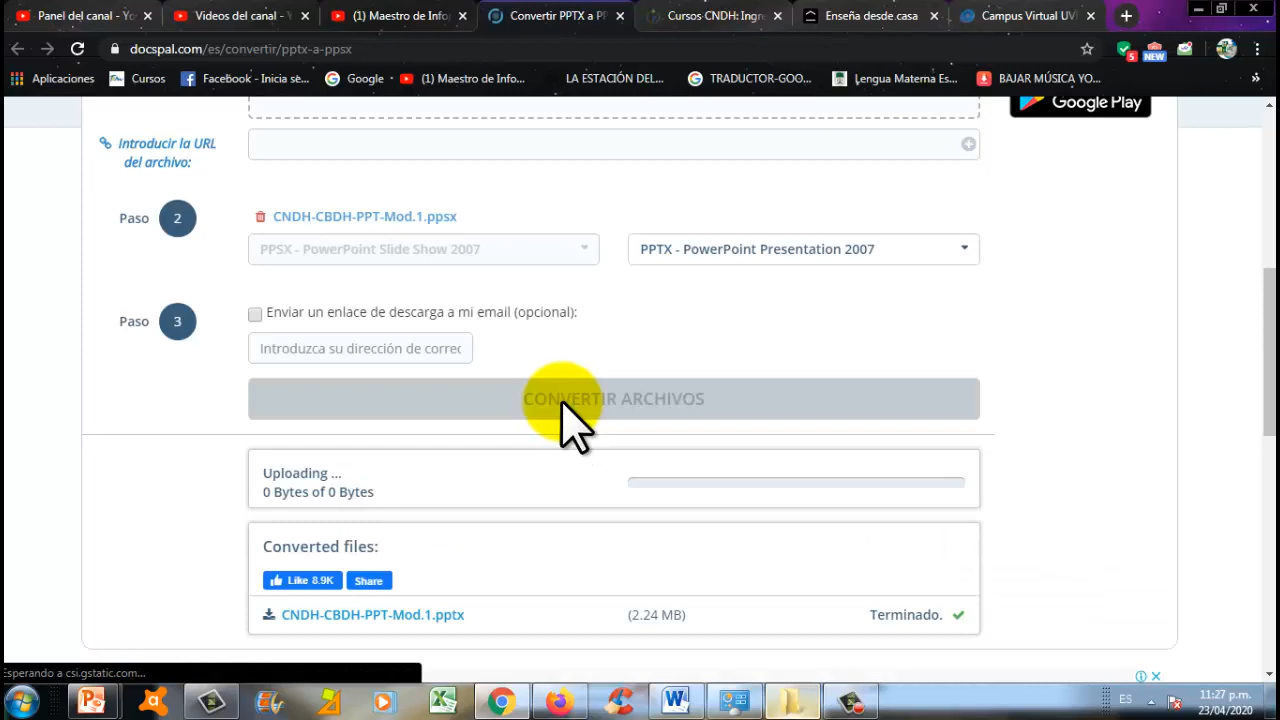 Panel del canal - Yo
Videos del canal -
(1) Maestro de Info
Convertir PPTX a PP
Cursos CNDH: Ingre
Enseña desde casa
Campus Virtual UV
docspal.com/es/convertir/pptx-a-ppsx
5
NEW
Aplicaciones
Cursos
Facebook - Inicia se...
Google
(1) Maestro de Info...
LA ESTACIÓN DEL...
TRADUCTOR-GOO...
Lengua Materna Es...
BAJAR MÚSICA YO...
Google Play
Introducir la URL
del archivo:
Paso 2
CNDH-CBDH-PPT-Mod.1.ppsx
PPSX - PowerPoint Slide Show 2007
PPTX - PowerPoint Presentation 2007
Paso 3
Enviar un enlace de descarga a mi email (opcional):
Introduzca su dirección de correc
CONVERTIR ARCHIVOS
Uploading ...
0 Bytes of 0 Bytes
Converted files:
Like 8.9K
Share
CNDH-CBDH-PPT-Mod.1.pptx
(2.24 MB)
Terminado.
Esperando a csi.gstatic.com...
ES
11:27 p.m.
23/04/2020